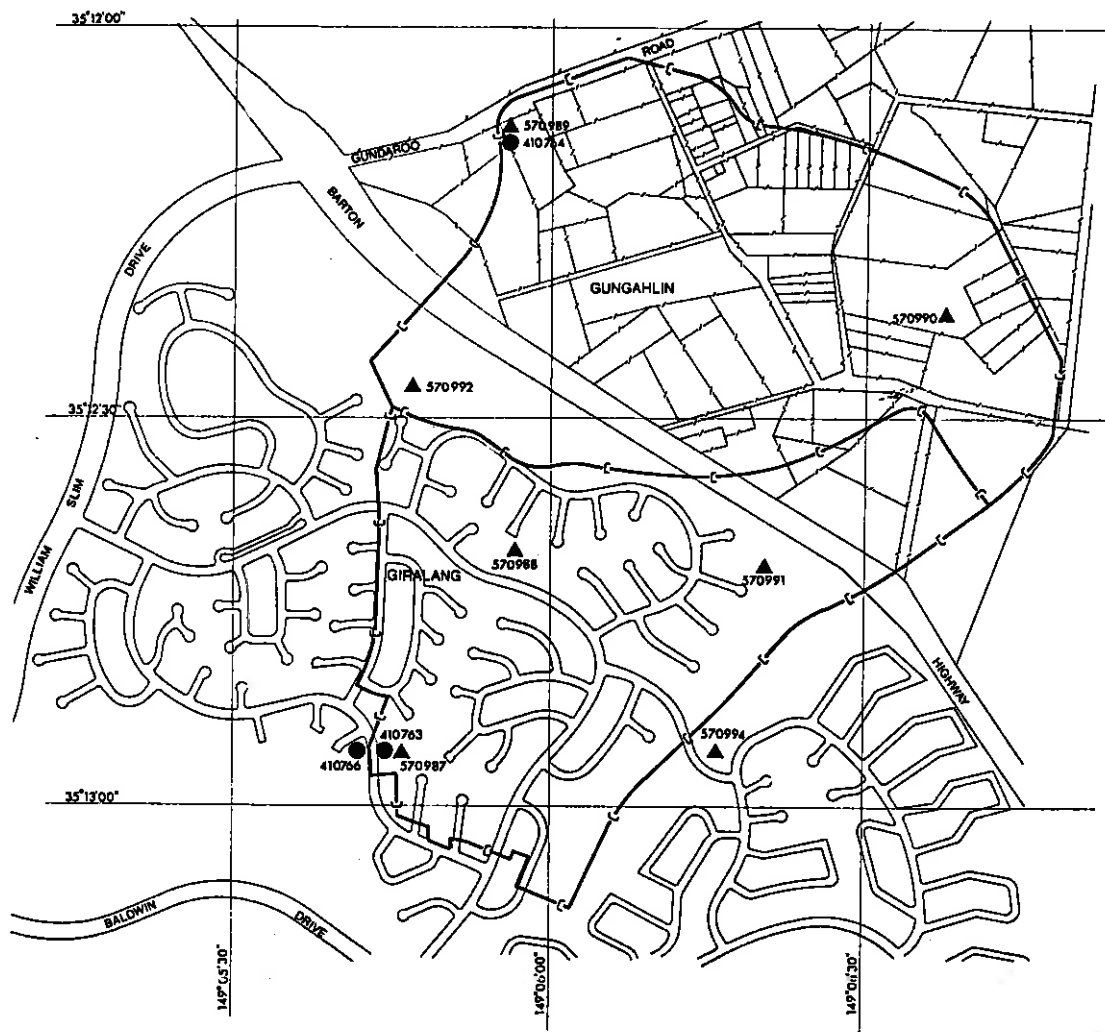 35°12'00"
ROAD
570989
410764
GUNDAROO
BARTON
DRIVE
GUNGAHLIN
570990
570992
35°12'30"
SLIM
WILLIAM
570988
GIRALANG
570991
HIGHWAY
410763
570994
410766
570987
35°13'00"
BALDWIN
DRIVE
149°05'30"
149°06'00"
149°06'30"